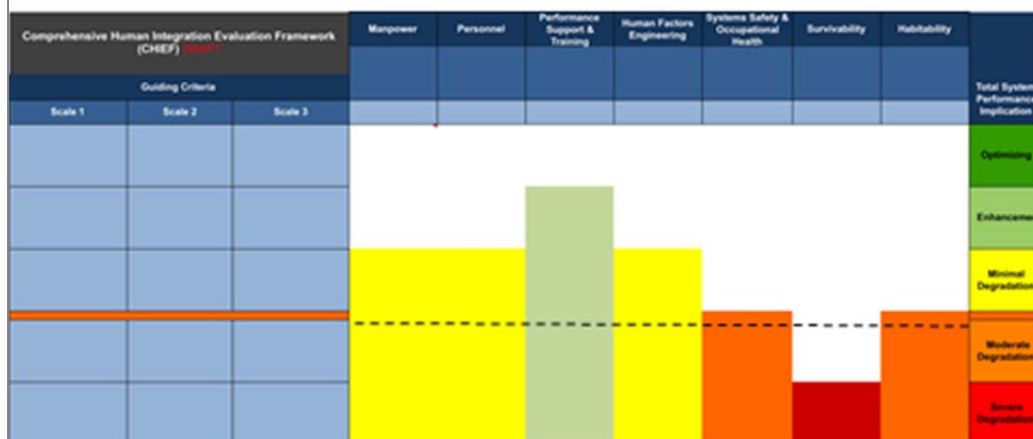 Comprehensive Human Integration Evaluation Framework
(CHIEF) DRAFT
Manpower
Personnel
Performance
Support &
Training
Human Factors
Engineering
Systems Safety &
Occupational
Health
Survivability
Habitability
Guiding Criteria
Total System
Performance
Implication
Scale 1
Scale 2
Scale 3
Optimizing
Enhancemen
Minimal
Degradation
Moderate
Degradation
Severe
Degradation